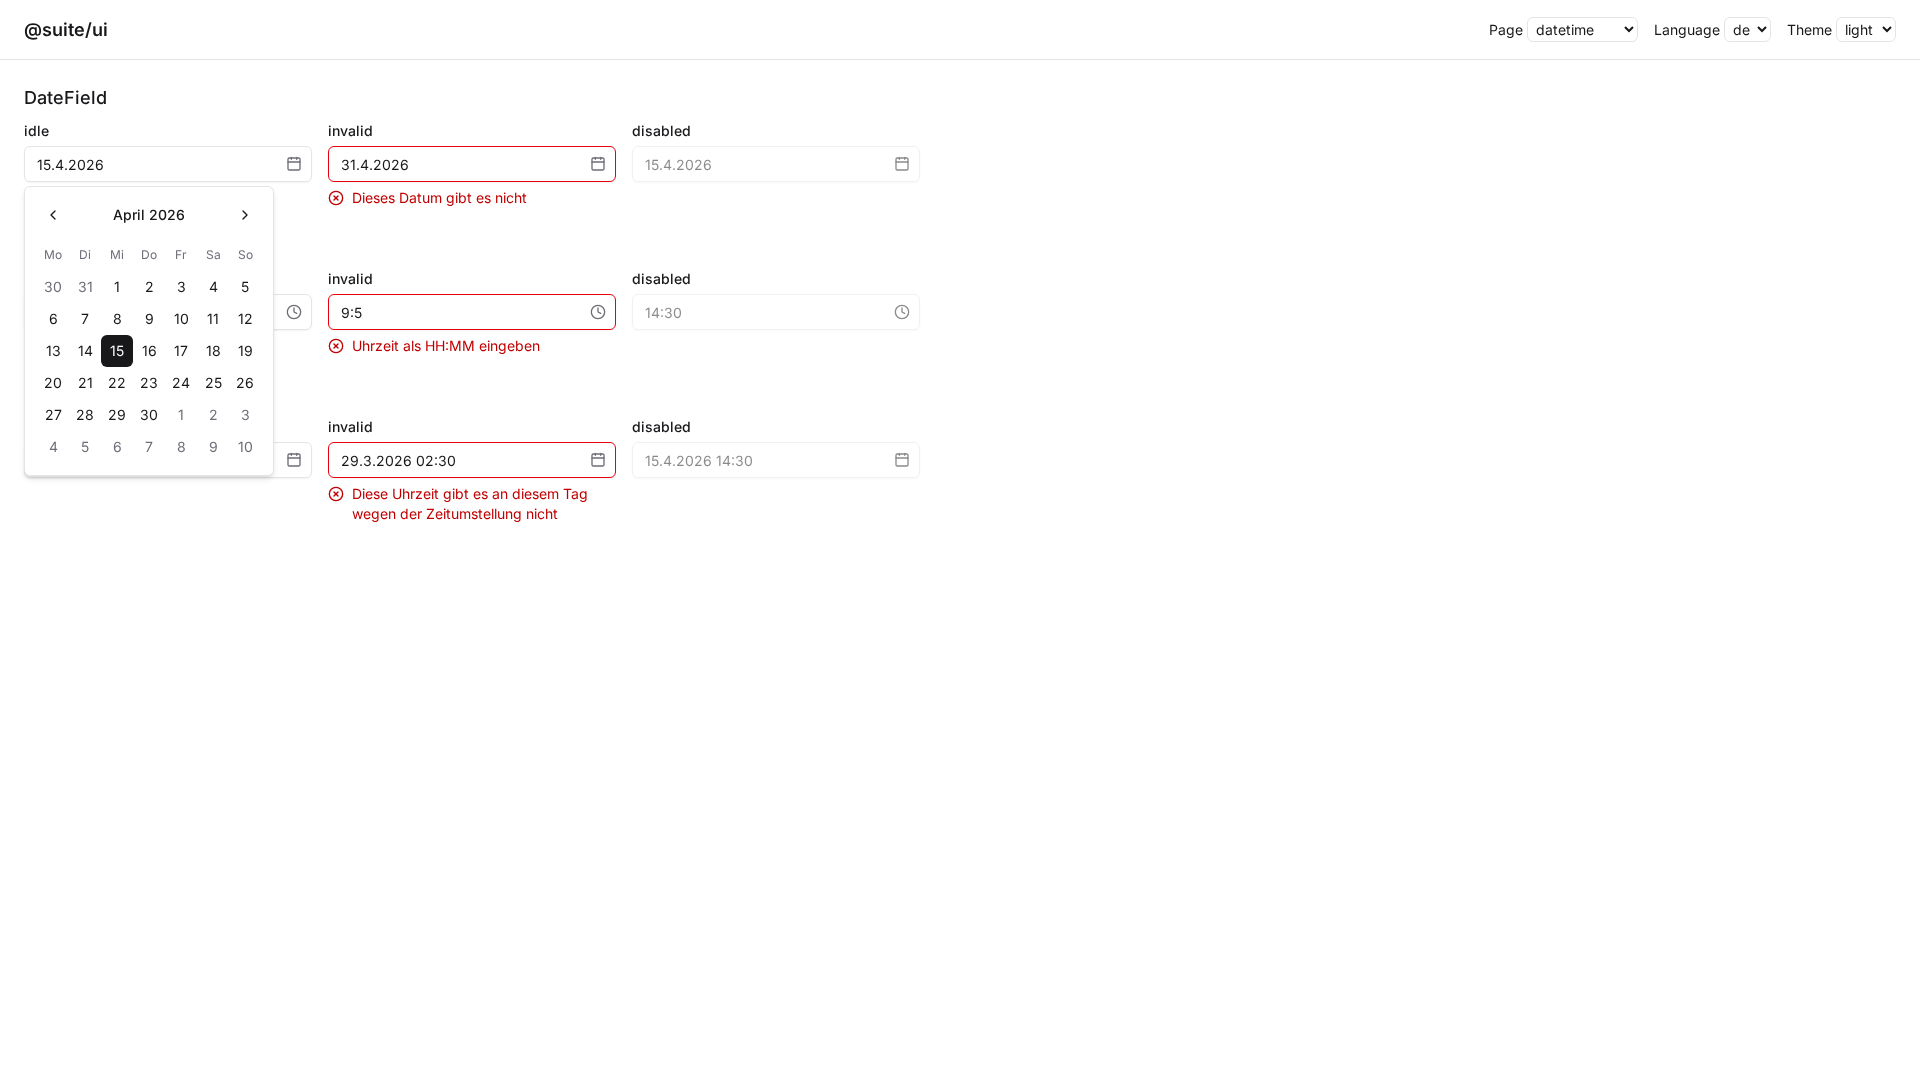 @suite/ui
Page datetime Language de Theme light
DateField
idle invalid disabled
15.4.2026 31.4.2026 15.4.2026
Dieses Datum gibt es nicht
April 2026
Mo Di Mi Do Fr Sa So
30 31 1 2 3 4 5
6 7 8 9 10 11 12
13 14 15 16 17 18 19
20 21 22 23 24 25 26
27 28 29 30 1 2 3
4 5 6 7 8 9 10
invalid disabled
9:5 14:30
Uhrzeit als HH:MM eingeben
invalid disabled
29.3.2026 02:30 15.4.2026 14:30
Diese Uhrzeit gibt es an diesem Tag
wegen der Zeitumstellung nicht